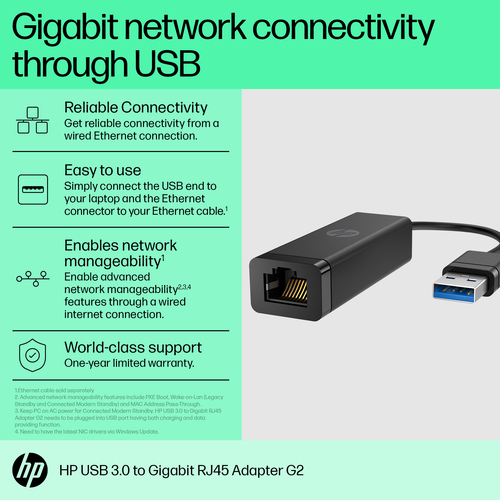 Gigabit network connectivity
through USB
Reliable Connectivity
Get reliable connectivity from a
wired Ethernet connection.
Easy to use
Simply connect the USB end to
your laptop and the Ethernet
connector to your Ethernet cable.1
Enables network
manageability1
Enable advanced
network manageability2,3,4
features through a wired
internet connection.
World-class support
One-year limited warranty.
1.Ethernet cable sold separately
2. Advanced network manageability features include PXE Boot, Wake-on-Lan (Legacy
Standby and Connected Modern Standby) and MAC Address Pass-Through.
3. Keep PC on AC power for Connected Modern Standby. HP USB 3.0 to Gigabit RJ45
Adapter G2 needs to be plugged into USB port having both charging and data
providing function.
4. Need to have the latest NIC drivers via Windows Update.
hp
hp HP USB 3.0 to Gigabit RJ45 Adapter G2